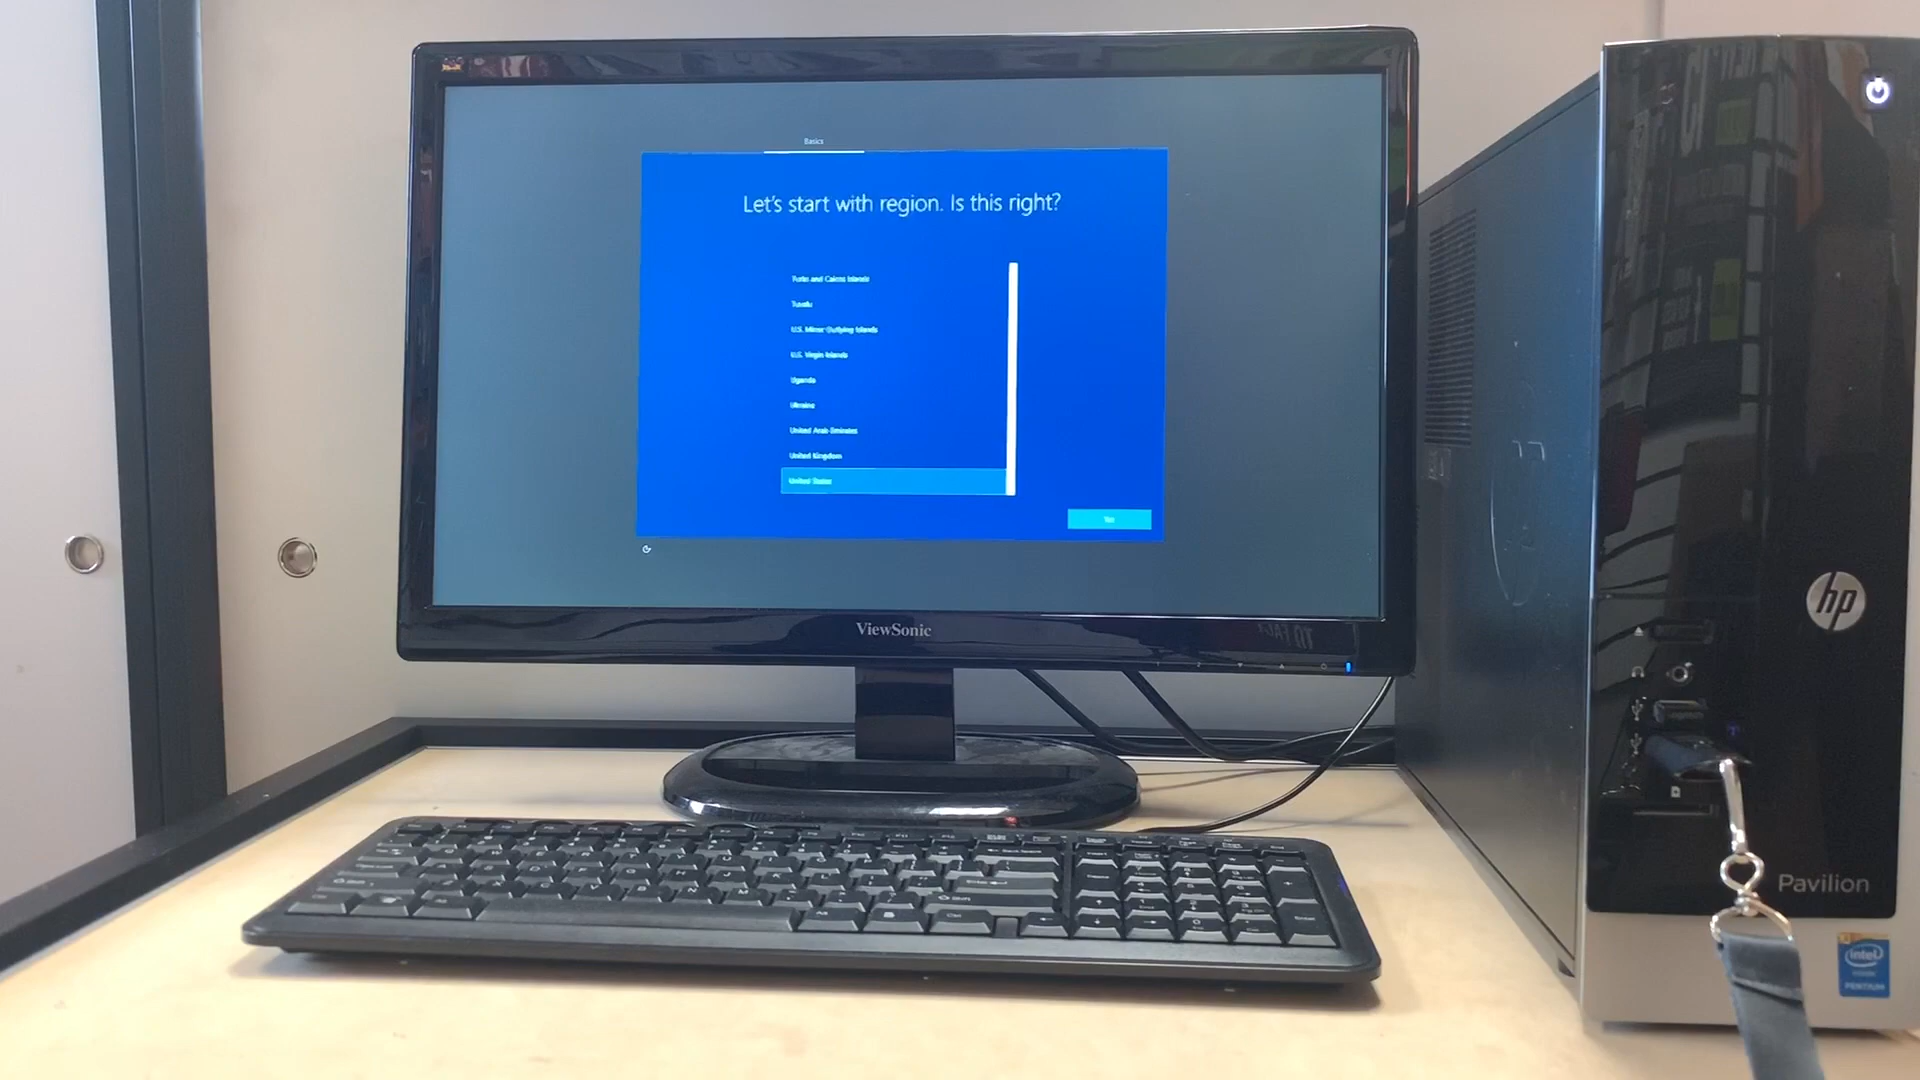 Basics
Let's start with region. Is this right?
Turks and Caicos Islands
Tuvalu
U.S. Minor Outlying Islands
U.S. Virgin Islands
Uganda
Ukraine
United Arab Emirates
United Kingdom
United States
Yes
ViewSonic
hp
Pavilion
intel
inside
PENTIUM